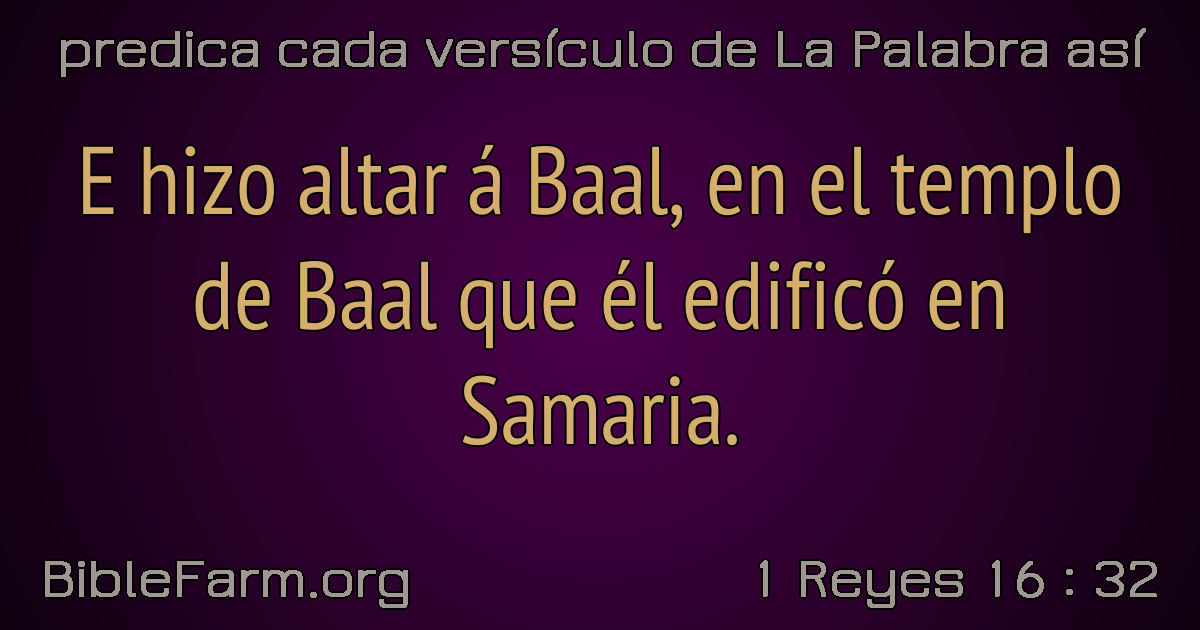 predica cada versículo de La Palabra así
E hizo altar á Baal, en el templo
de Baal que él edificó en
Samaria.
BibleFarm.org
1 Reyes 16 : 32